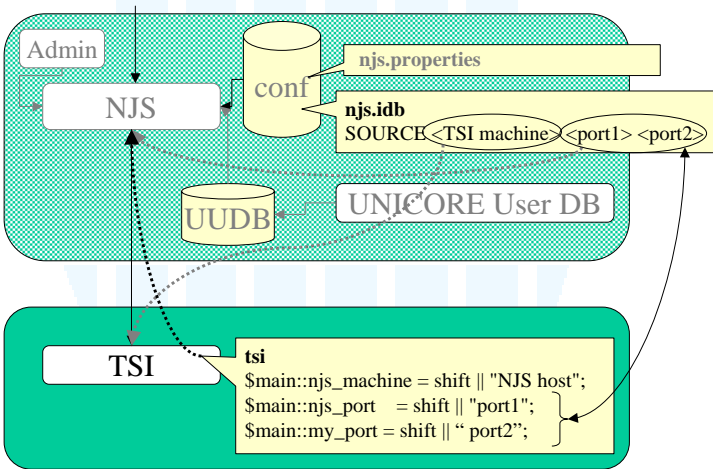 Admin
NJS
conf
njs.properties
njs.idb
SOURCE <TSI machine> <port1> <port2>
UUDB
UNICORE User DB
TSI
tsi
$main::njs_machine = shift || "NJS host";
$main::njs_port = shift || "port1";
$main::my_port = shift || “ port2”;